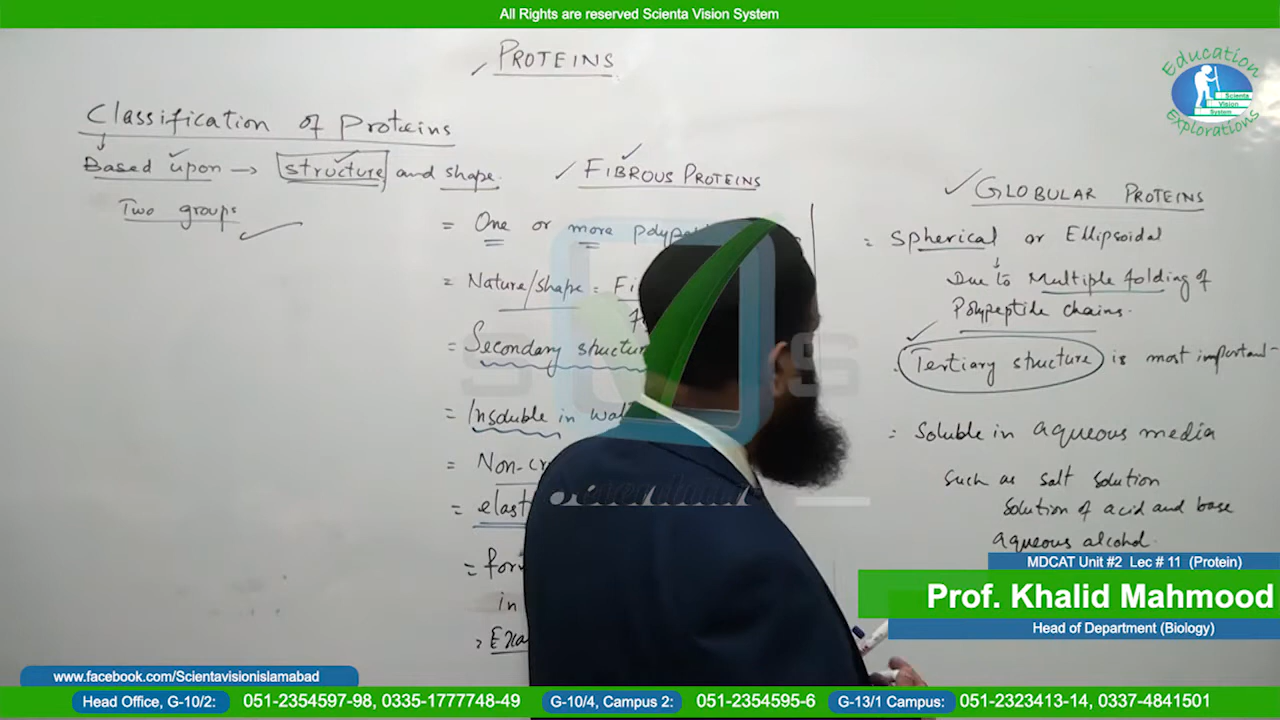 All Rights are reserved Scienta Vision System
PROTEINS
Education
Scienta
Vision
System
Explorations
Classification of Proteins
Based upon → structure and shape.
Two groups
FIBROUS PROTEINS
= One or more
= Nature/shape =
= Secondary
= Insoluble in
=
=
=
in
GLOBULAR PROTEINS
= Spherical or Ellipsoidal
Due to Multiple folding of
Polypeptide chains.
Tertiary structure is most important-
= Soluble in aqueous media
Such as salt solution
Solution of acid and base
aqueous alcohol.
MDCAT Unit #2 Lec # 11 (Protein)
Prof. Khalid Mahmood
Head of Department (Biology)
www.facebook.com/Scientavisionislamabad
Head Office, G-10/2: 051-2354597-98, 0335-1777748-49 G-10/4, Campus 2: 051-2354595-6 G-13/1 Campus: 051-2323413-14, 0337-4841501